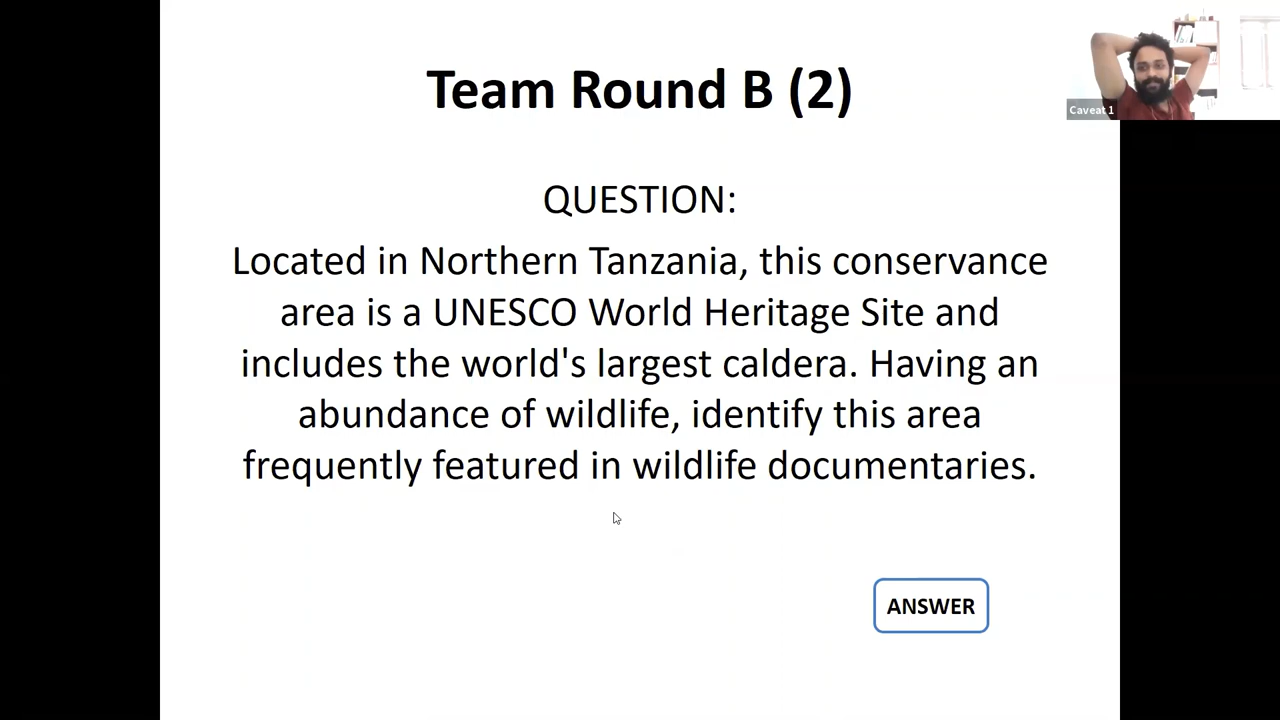 Team Round B (2)
Caveat 1
QUESTION:
Located in Northern Tanzania, this conservance
area is a UNESCO World Heritage Site and
includes the world's largest caldera. Having an
abundance of wildlife, identify this area
frequently featured in wildlife documentaries.
ANSWER